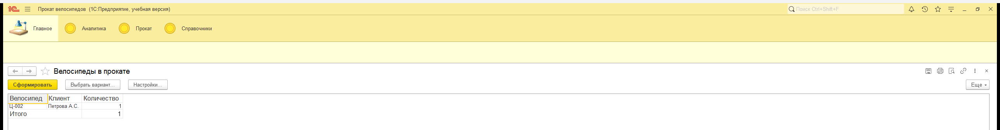 1С Прокат велосипедов (1С:Предприятие, учебная версия) Поиск Ctrl+Shift+F
Главное Аналитика Прокат Справочники
Велосипеды в прокате
Сформировать Выбрать вариант... Настройки... Еще
Велосипед Клиент Количество
Ц-002 Петрова А.С. 1
Итого 1